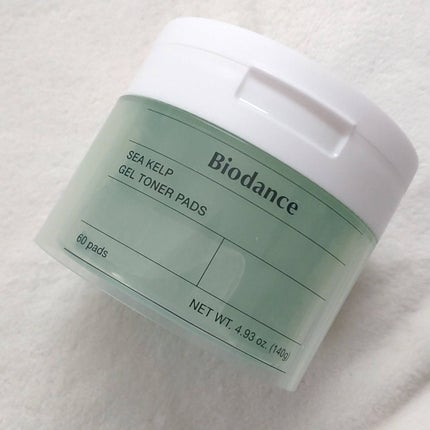 Biodance
SEA KELP
GEL TONER PADS
60 pads
NET WT. 4.93 oz. (140g)